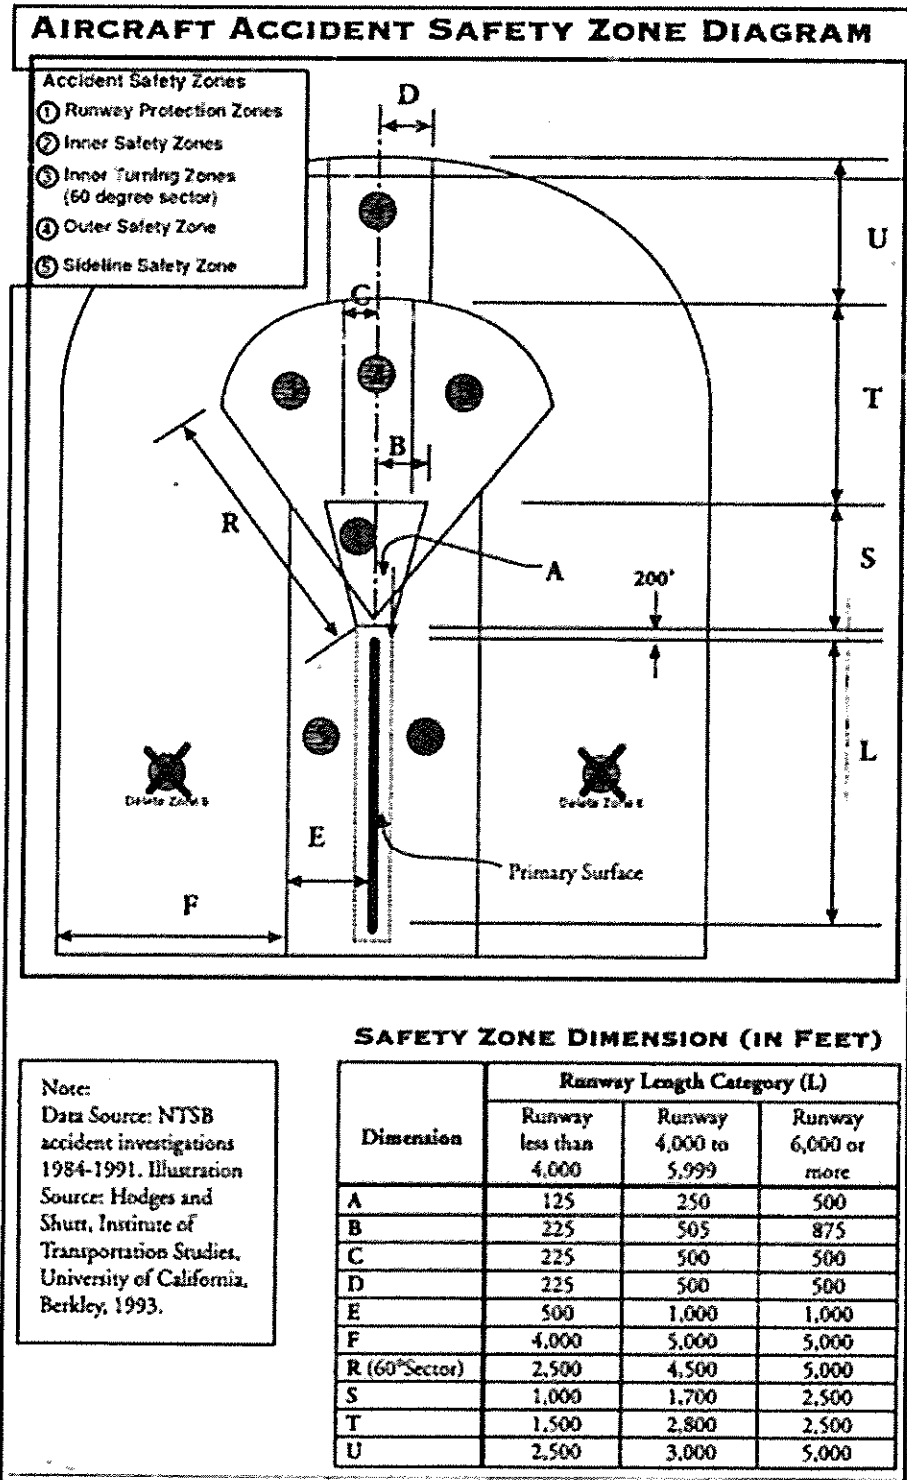 AIRCRAFT ACCIDENT SAFETY ZONE DIAGRAM
Accident Safety Zones
① Runway Protection Zones
② Inner Safety Zones
③ Inner Turning Zones
(60 degree sector)
④ Outer Safety Zone
⑤ Sideline Safety Zone
D
U
C
T
B
R
S
A
200'
L
E
Primary Surface
F
SAFETY ZONE DIMENSION (IN FEET)
Note:
Data Source: NTSB
accident investigations
1984-1991. Illustration
Source: Hodges and
Shutt, Institute of
Transportation Studies,
University of California,
Berkley, 1993.
Dimension
Runway Length Category (L)
Runway less than 4,000
Runway 4,000 to 5,999
Runway 6,000 or more
A 125 250 500
B 225 505 875
C 225 500 500
D 225 500 500
E 500 1,000 1,000
F 4,000 5,000 5,000
R (60° Sector) 2,500 4,500 5,000
S 1,000 1,700 2,500
T 1,500 2,800 2,500
U 2,500 3,000 5,000